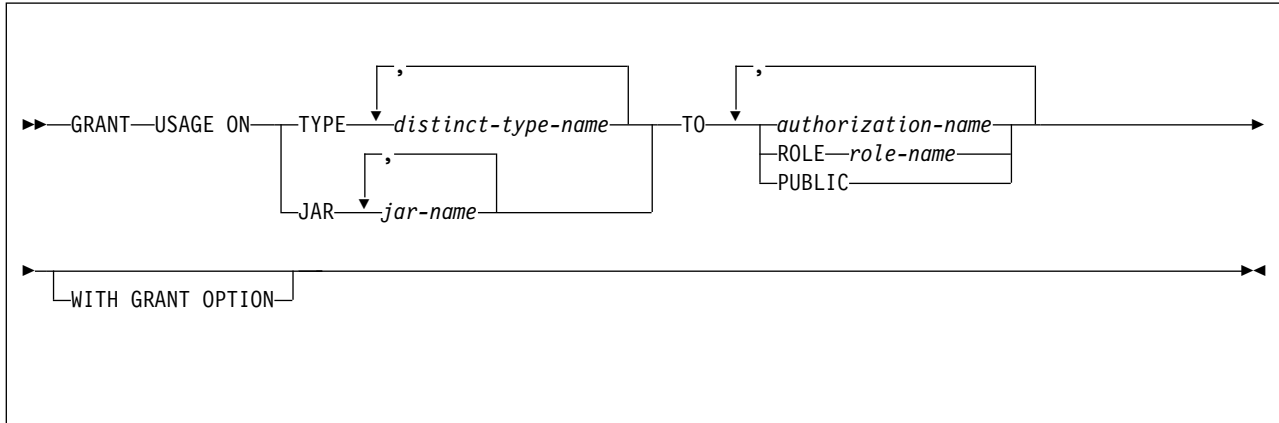 , ,
GRANT USAGE ON TYPE distinct-type-name TO authorization-name
, ROLE role-name
JAR jar-name PUBLIC
WITH GRANT OPTION